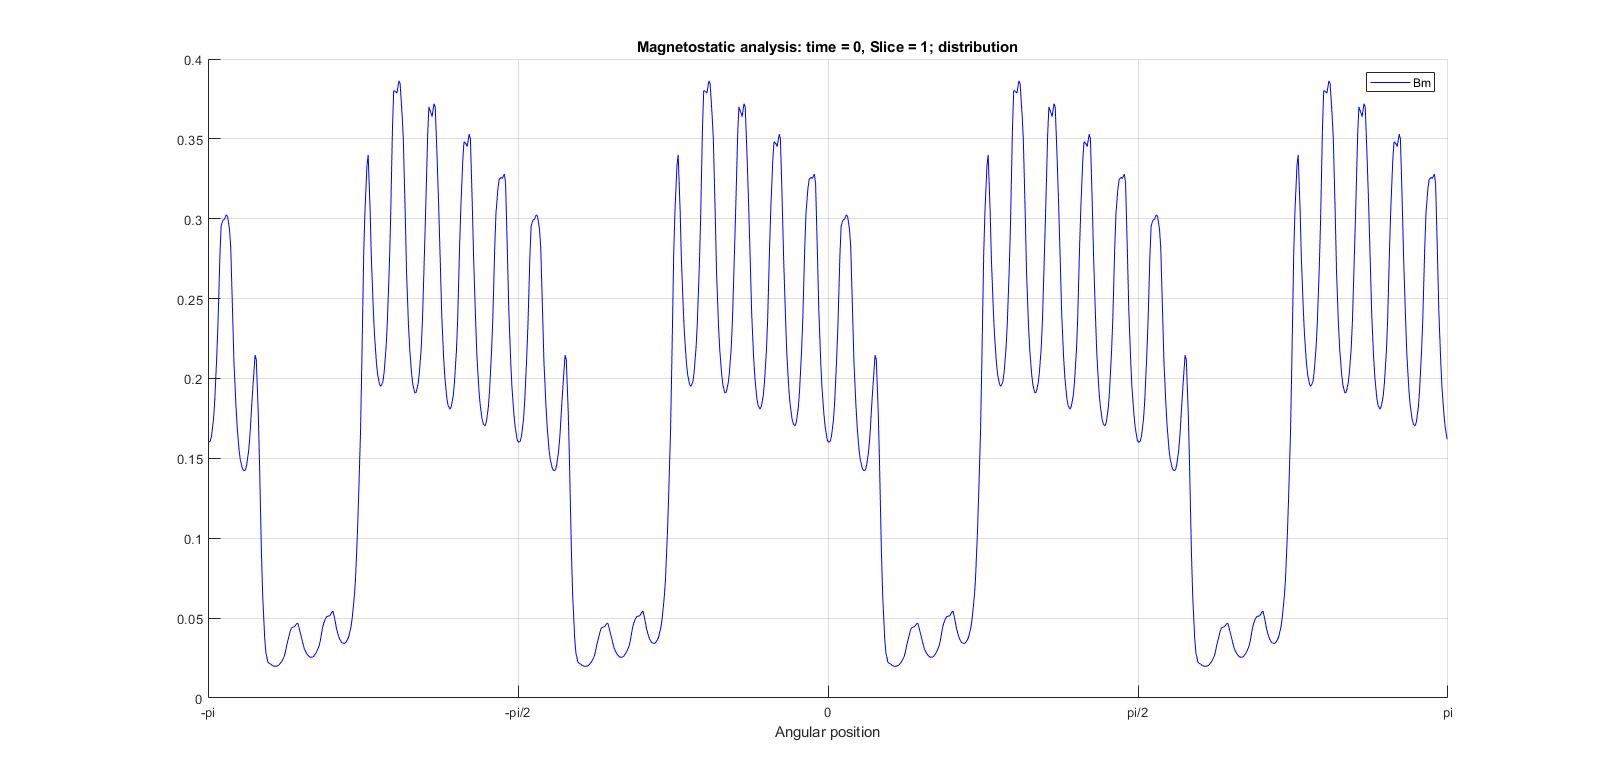 Magnetostatic analysis: time = 0, Slice = 1; distribution
Bm
0.4
0.35
0.3
0.25
0.2
0.15
0.1
0.05
0
-pi
-pi/2
0
pi/2
pi
Angular position